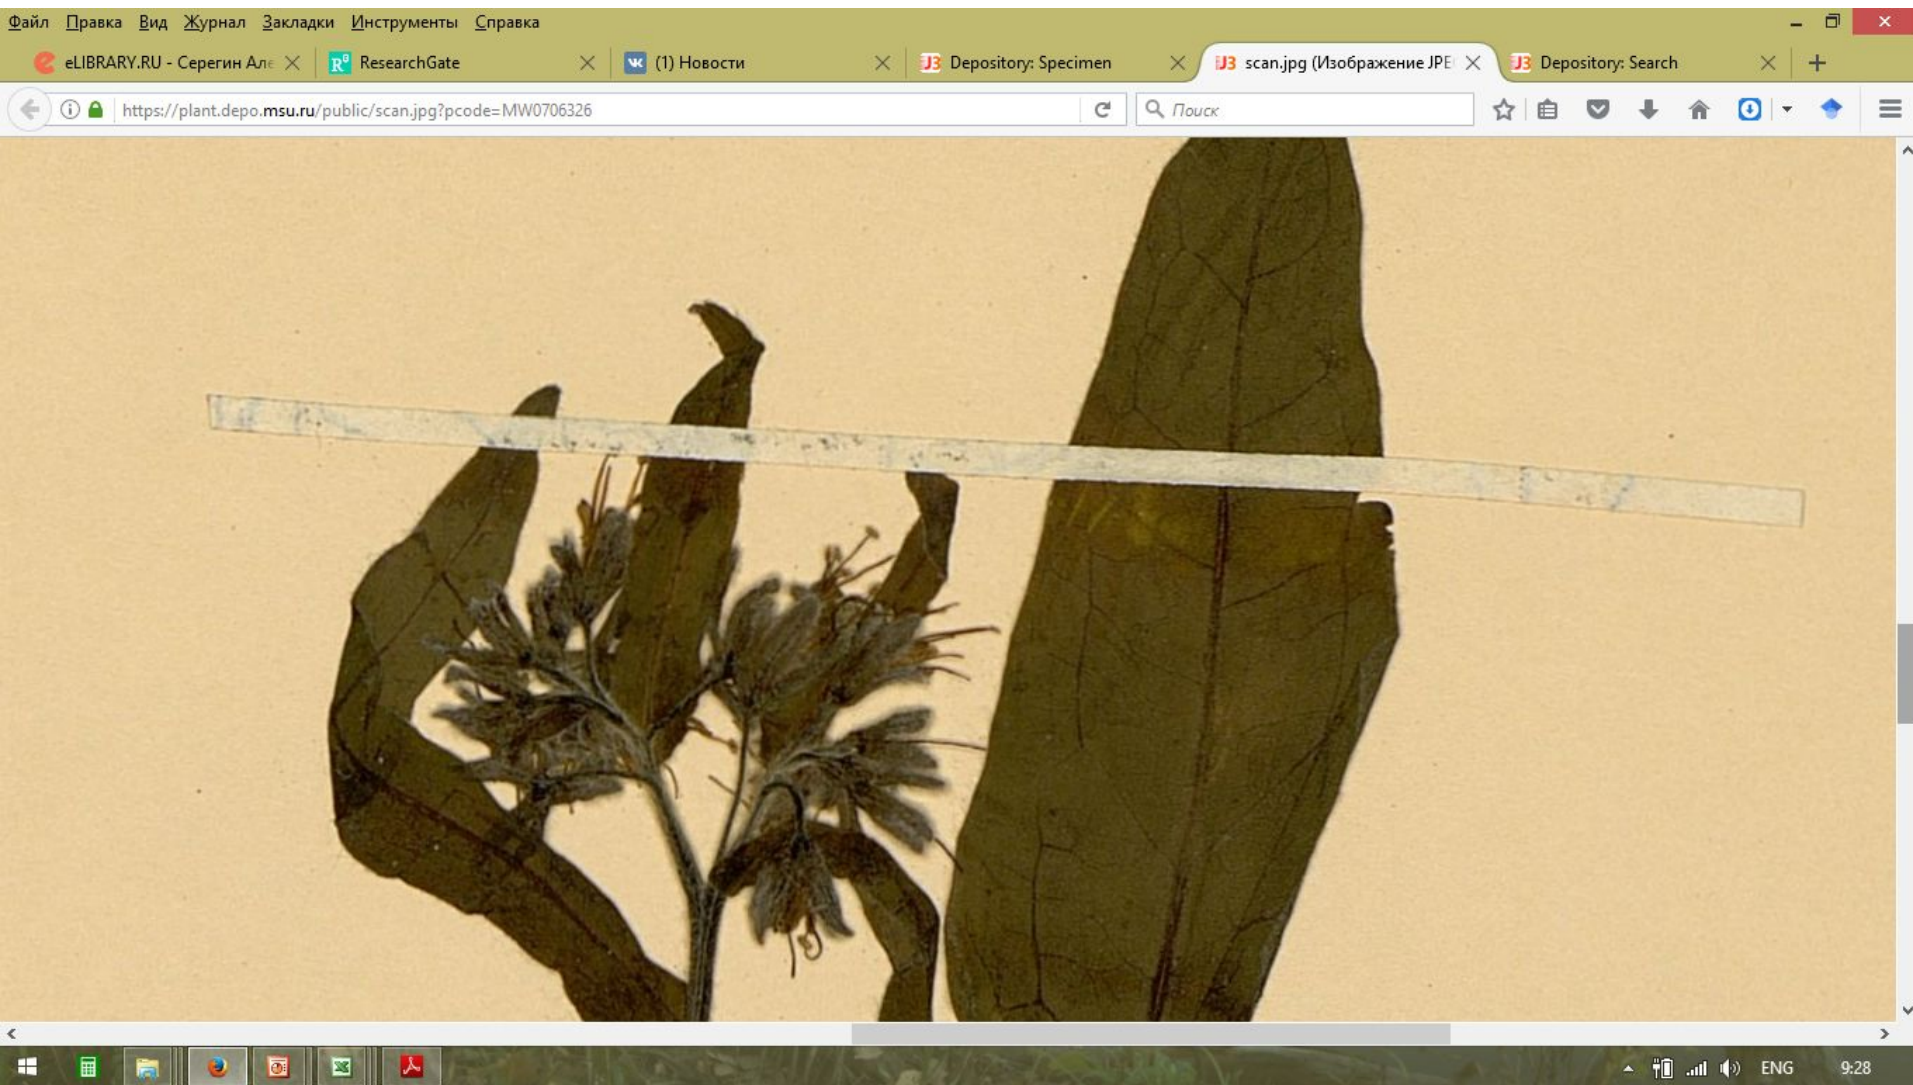 Файл Правка Вид Журнал Закладки Инструменты Справка
eLIBRARY.RU - Серегин Але
R⁶ ResearchGate
(1) Новости
Depository: Specimen
scan.jpg (Изображение JPE
Depository: Search
https://plant.depo.msu.ru/public/scan.jpg?pcode=MW0706326
Поиск
ENG 9:28